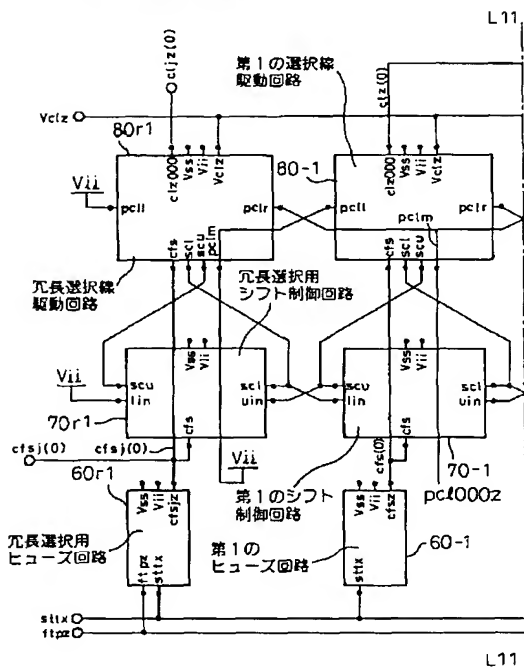 L11
cljz(0)
clz(0)
第1の選択線
駆動回路
Vclz
80r1
80-1
clz000
Vss
Vii
Vclz
clz000
Vss
Vii
Vclz
Vii
pcll
pclr
pcll
pclr
pclm
cfs
scl
scu
pclm
cfs
scl
scu
冗長選択線
駆動回路
冗長選択用
シフト制御回路
Vss
Vii
Vss
Vii
Vii
scu
lin
scl
uin
scu
lin
scl
uin
70r1
cfs
cfs
cfsj(0)
cfsj(0)
Vii
cfs(0)
70-1
60r1
第1のシフト
制御回路
pcl000z
Vss
Vii
cfsjz
Vss
Vii
cfsz
冗長選択用
ヒューズ回路
第1の
ヒューズ回路
60-1
ftpz
sttx
sttx
sttx
ftpz
L11